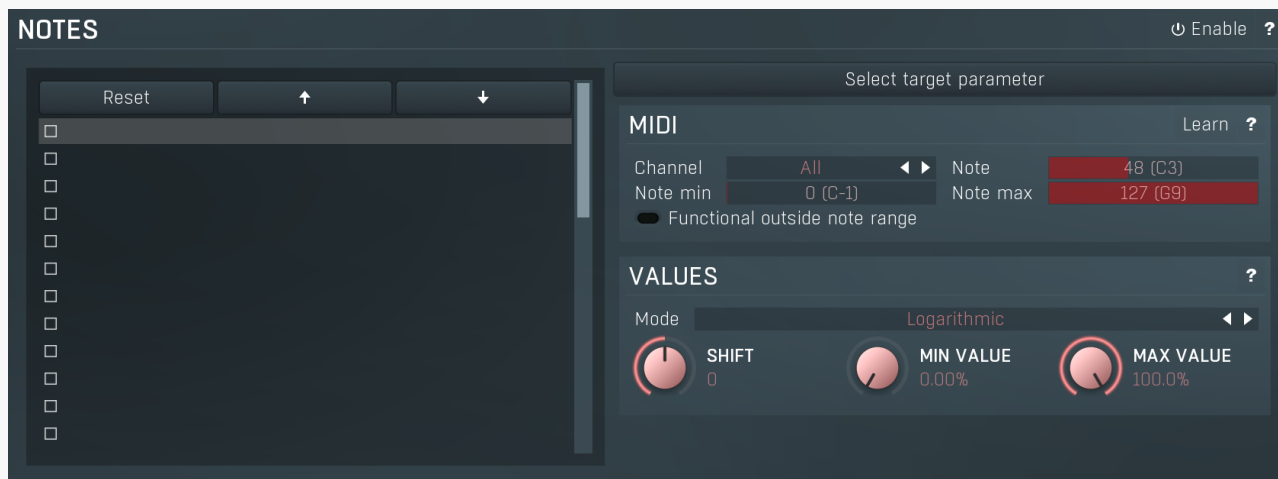 NOTES
Enable ?
Reset
Select target parameter
MIDI
Learn ?
Channel All Note 48 (C3)
Note min 0 (C-1) Note max 127 (G9)
Functional outside note range
VALUES
?
Mode Logarithmic
SHIFT
0
MIN VALUE
0.00%
MAX VALUE
100.0%